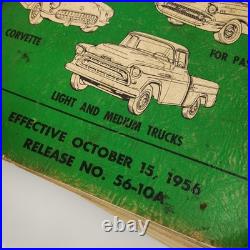 CORVETTE
FOR PAS
LIGHT AND MEDIUM TRUCKS
EFFECTIVE OCTOBER 15, 1956
RELEASE NO. 56-10A